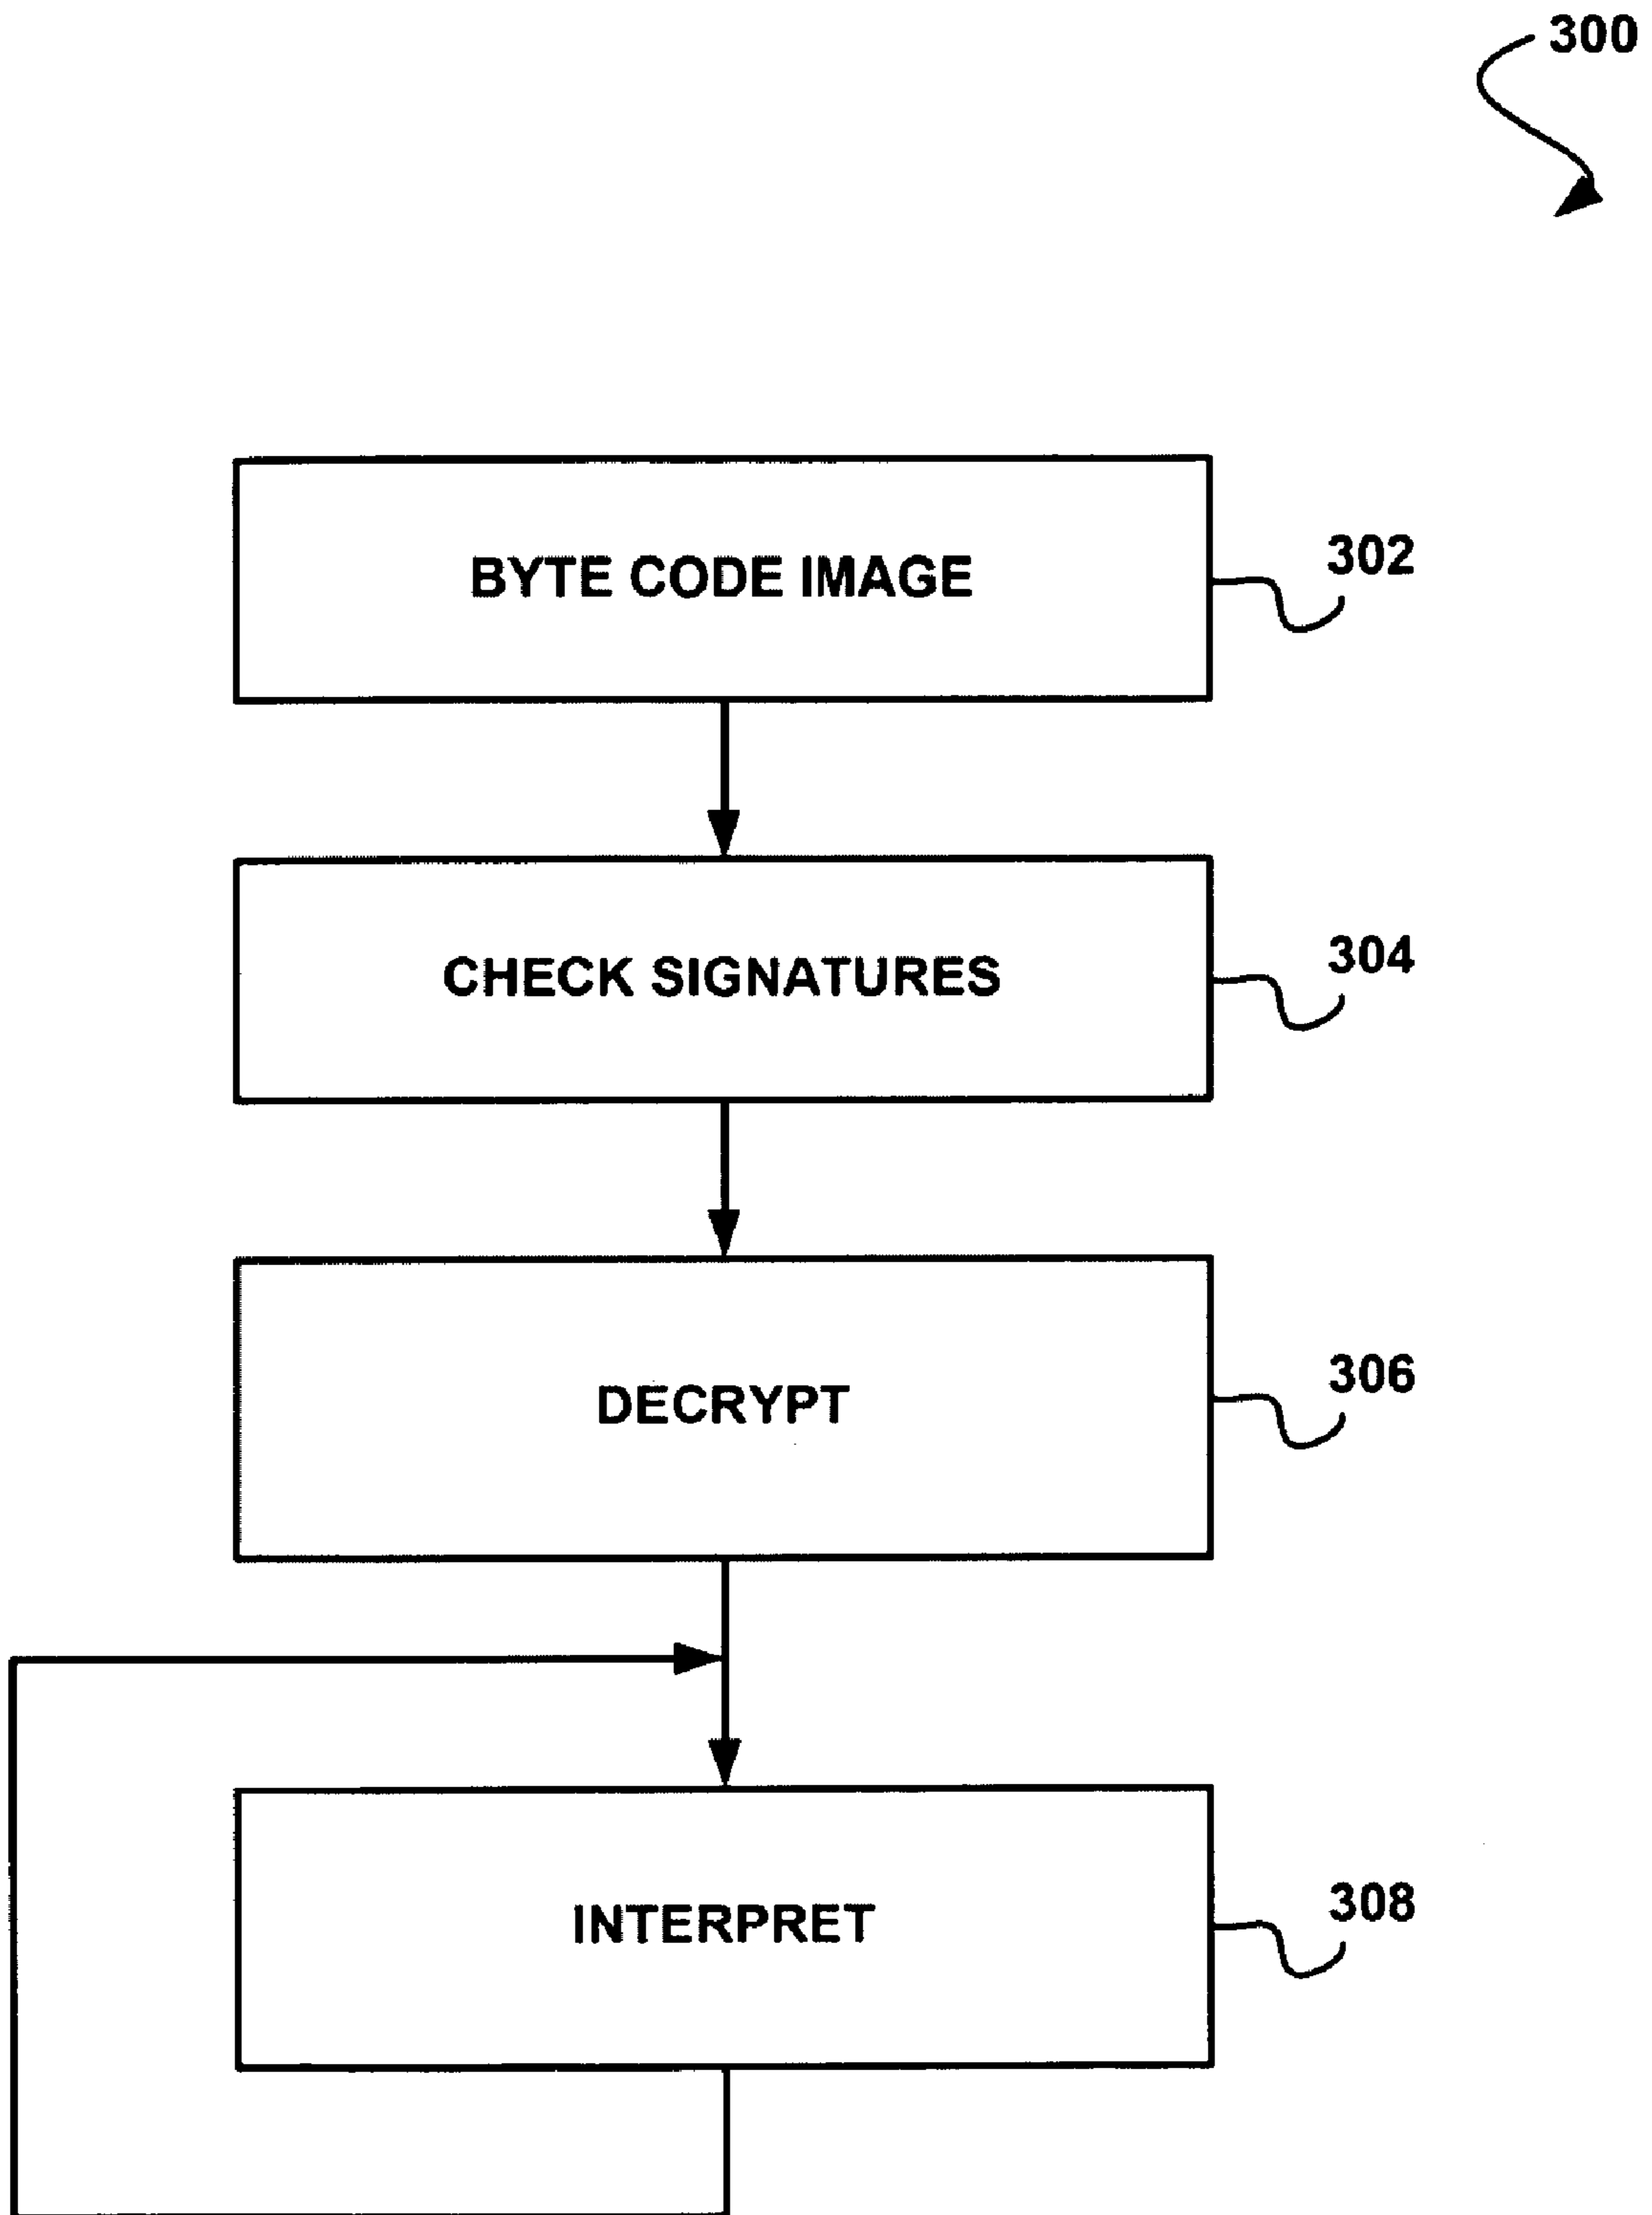 300
BYTE CODE IMAGE
302
CHECK SIGNATURES
304
DECRYPT
306
INTERPRET
308